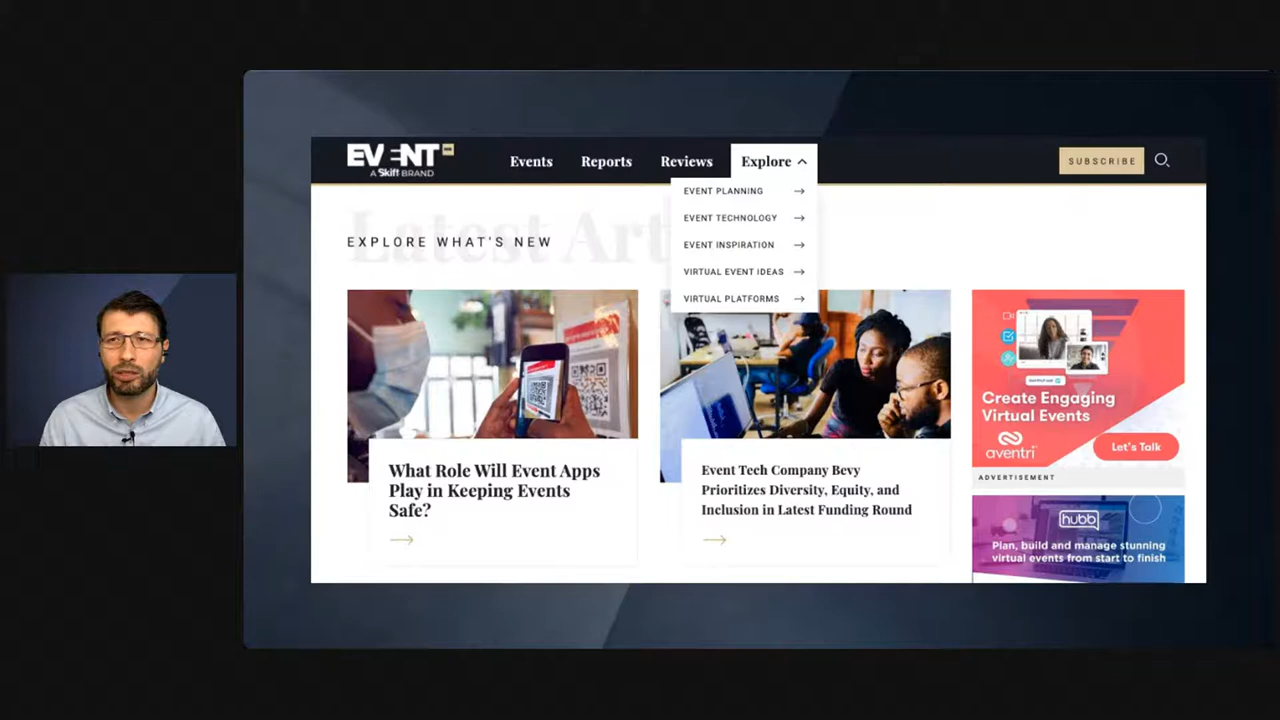 EVENT
A Skift BRAND
Events
Reports
Reviews
Explore
SUBSCRIBE
EVENT PLANNING
EVENT TECHNOLOGY
EVENT INSPIRATION
VIRTUAL EVENT IDEAS
VIRTUAL PLATFORMS
Latest Art
EXPLORE WHAT'S NEW
What Role Will Event Apps
Play in Keeping Events
Safe?
Event Tech Company Bevy
Prioritizes Diversity, Equity, and
Inclusion in Latest Funding Round
Create Engaging
Virtual Events
aventri
Let's Talk
ADVERTISEMENT
hubb
Plan, build and manage stunning
virtual events from start to finish